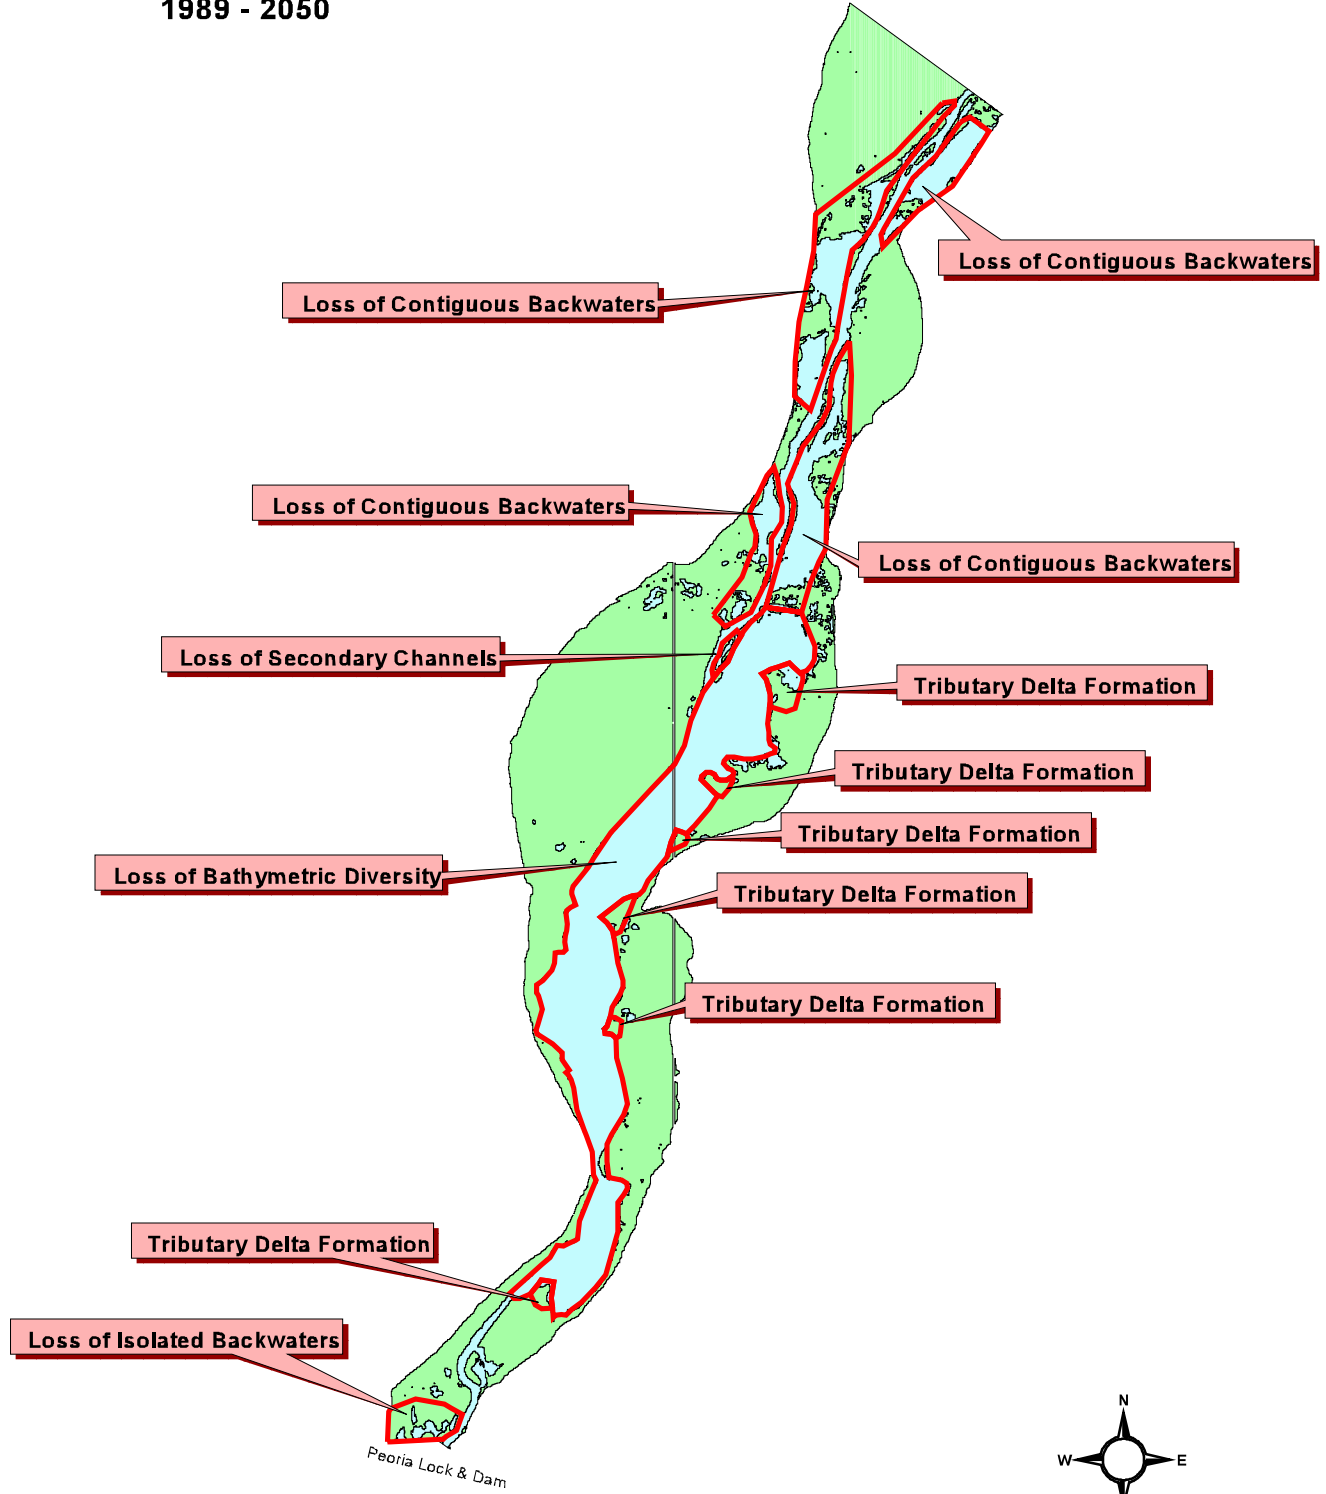 1989 - 2050
Loss of Contiguous Backwaters
Loss of Contiguous Backwaters
Loss of Contiguous Backwaters
Loss of Contiguous Backwaters
Loss of Secondary Channels
Tributary Delta Formation
Tributary Delta Formation
Tributary Delta Formation
Loss of Bathymetric Diversity
Tributary Delta Formation
Tributary Delta Formation
Tributary Delta Formation
Loss of Isolated Backwaters
Peoria Lock & Dam
N
W E